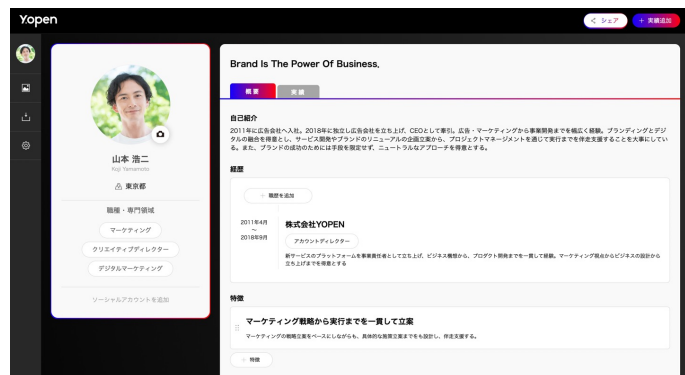 Yopen
シェア
+ 実績追加
山本 浩二
Koji Yamamoto
東京都
職種・専門領域
マーケティング
クリエイティブディレクター
デジタルマーケティング
ソーシャルアカウントを追加
Brand Is The Power Of Business,
概要
実績
自己紹介
2011年に広告会社へ入社。2018年に独立し広告会社を立ち上げ、CEOとして牽引。広告・マーケティングから事業開発までを幅広く経験。ブランディングとデジ
タルの融合を得意とし、サービス開発やブランドのリニューアルの企画立案から、プロジェクトマネージメントを通じて実行までを伴走支援することを大事にしてい
る。また、ブランドの成功のためには手段を限定せず、ニュートラルなアプローチを得意とする。
経歴
+ 職歴を追加
2011年4月
～
2018年9月
株式会社YOPEN
アカウントディレクター
新サービスのプラットフォームを事業責任者として立ち上げ、ビジネス構想から、プロダクト開発までを一貫して経験。マーケティング視点からビジネスの設計から
立ち上げまでを得意とする
特徴
マーケティング戦略から実行までを一貫して立案
マーケティングの戦略立案をベースにしながらも、具体的な施策立案までをも設計し、伴走支援する。
+ 特徴